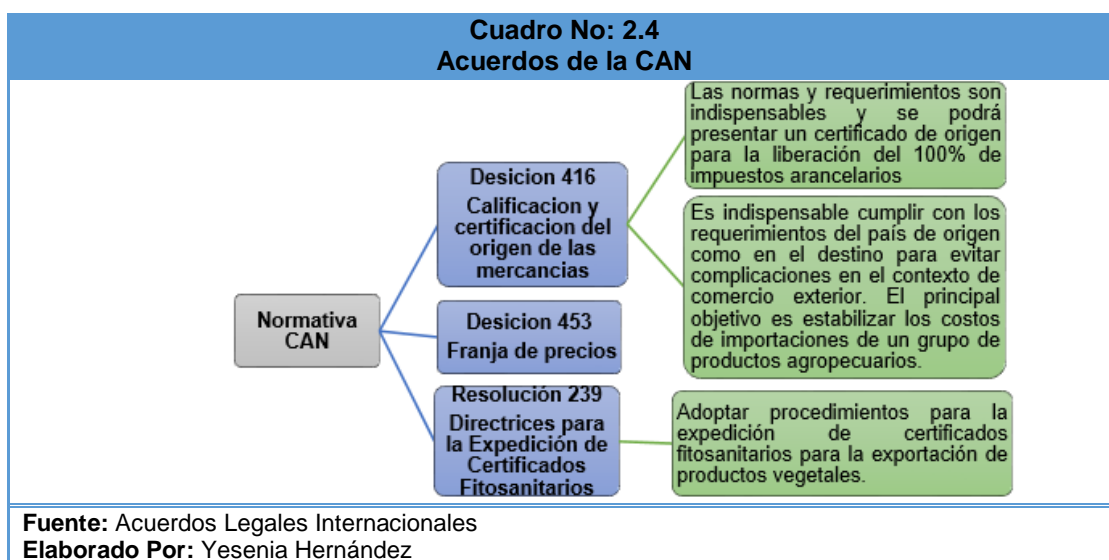 Cuadro No: 2.4
Acuerdos de la CAN
Normativa
CAN
Desicion 416
Calificacion y
certificacion del
origen de las
mercancias
Las normas y requerimientos son
indispensables y se podrá
presentar un certificado de origen
para la liberación del 100% de
impuestos arancelarios
Es indispensable cumplir con los
requerimientos del país de origen
como en el destino para evitar
complicaciones en el contexto de
comercio exterior. El principal
objetivo es estabilizar los costos
de importaciones de un grupo de
productos agropecuarios.
Desicion 453
Franja de precios
Resolución 239
Directrices para
la Expedición de
Certificados
Fitosanitarios
Adoptar procedimientos para la
expedición de certificados
fitosanitarios para la exportación de
productos vegetales.
Fuente: Acuerdos Legales Internacionales
Elaborado Por: Yesenia Hernández